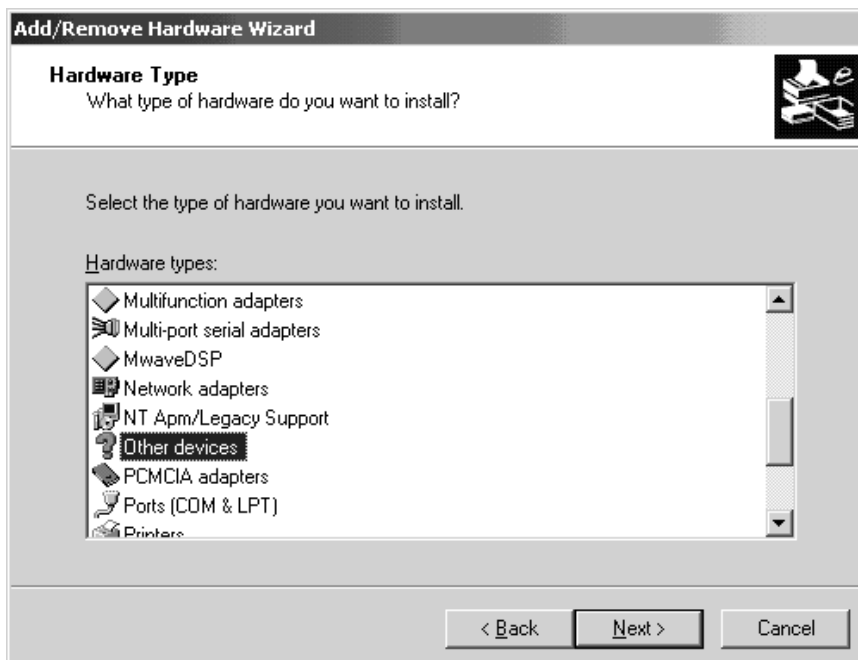 Add/Remove Hardware Wizard
Hardware Type
What type of hardware do you want to install?
Select the type of hardware you want to install.
Hardware types:
Multifunction adapters
Multi-port serial adapters
MwaveDSP
Network adapters
NT Apm/Legacy Support
Other devices
PCMCIA adapters
Ports (COM & LPT)
Printers
< Back Next > Cancel